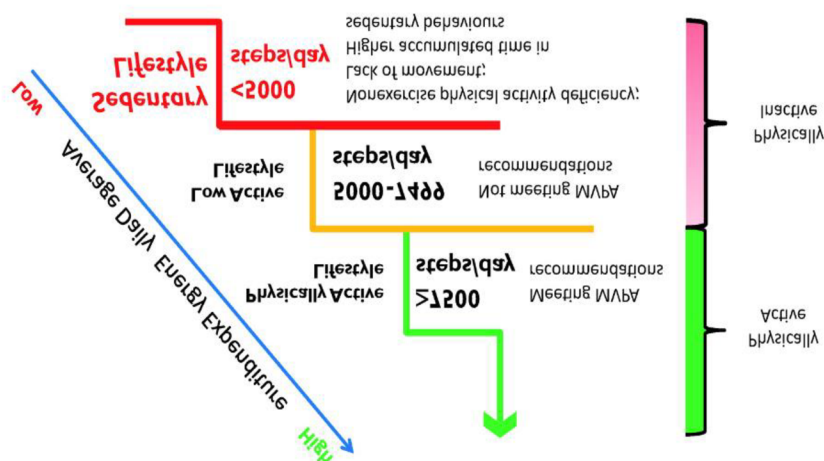 High
Average Daily Energy Expenditure
Low
Physically Active
Lifestyle
≥7500
steps/day
Meeting MVPA
recommendations
Physically
Active
Low Active
Lifestyle
5000-7499
steps/day
Not meeting MVPA
recommendations
Sedentary
Lifestyle
<5000
steps/day
Nonexercise physical activity deficiency;
Lack of movement;
Higher accumulated time in
sedentary behaviours
Physically
Inactive